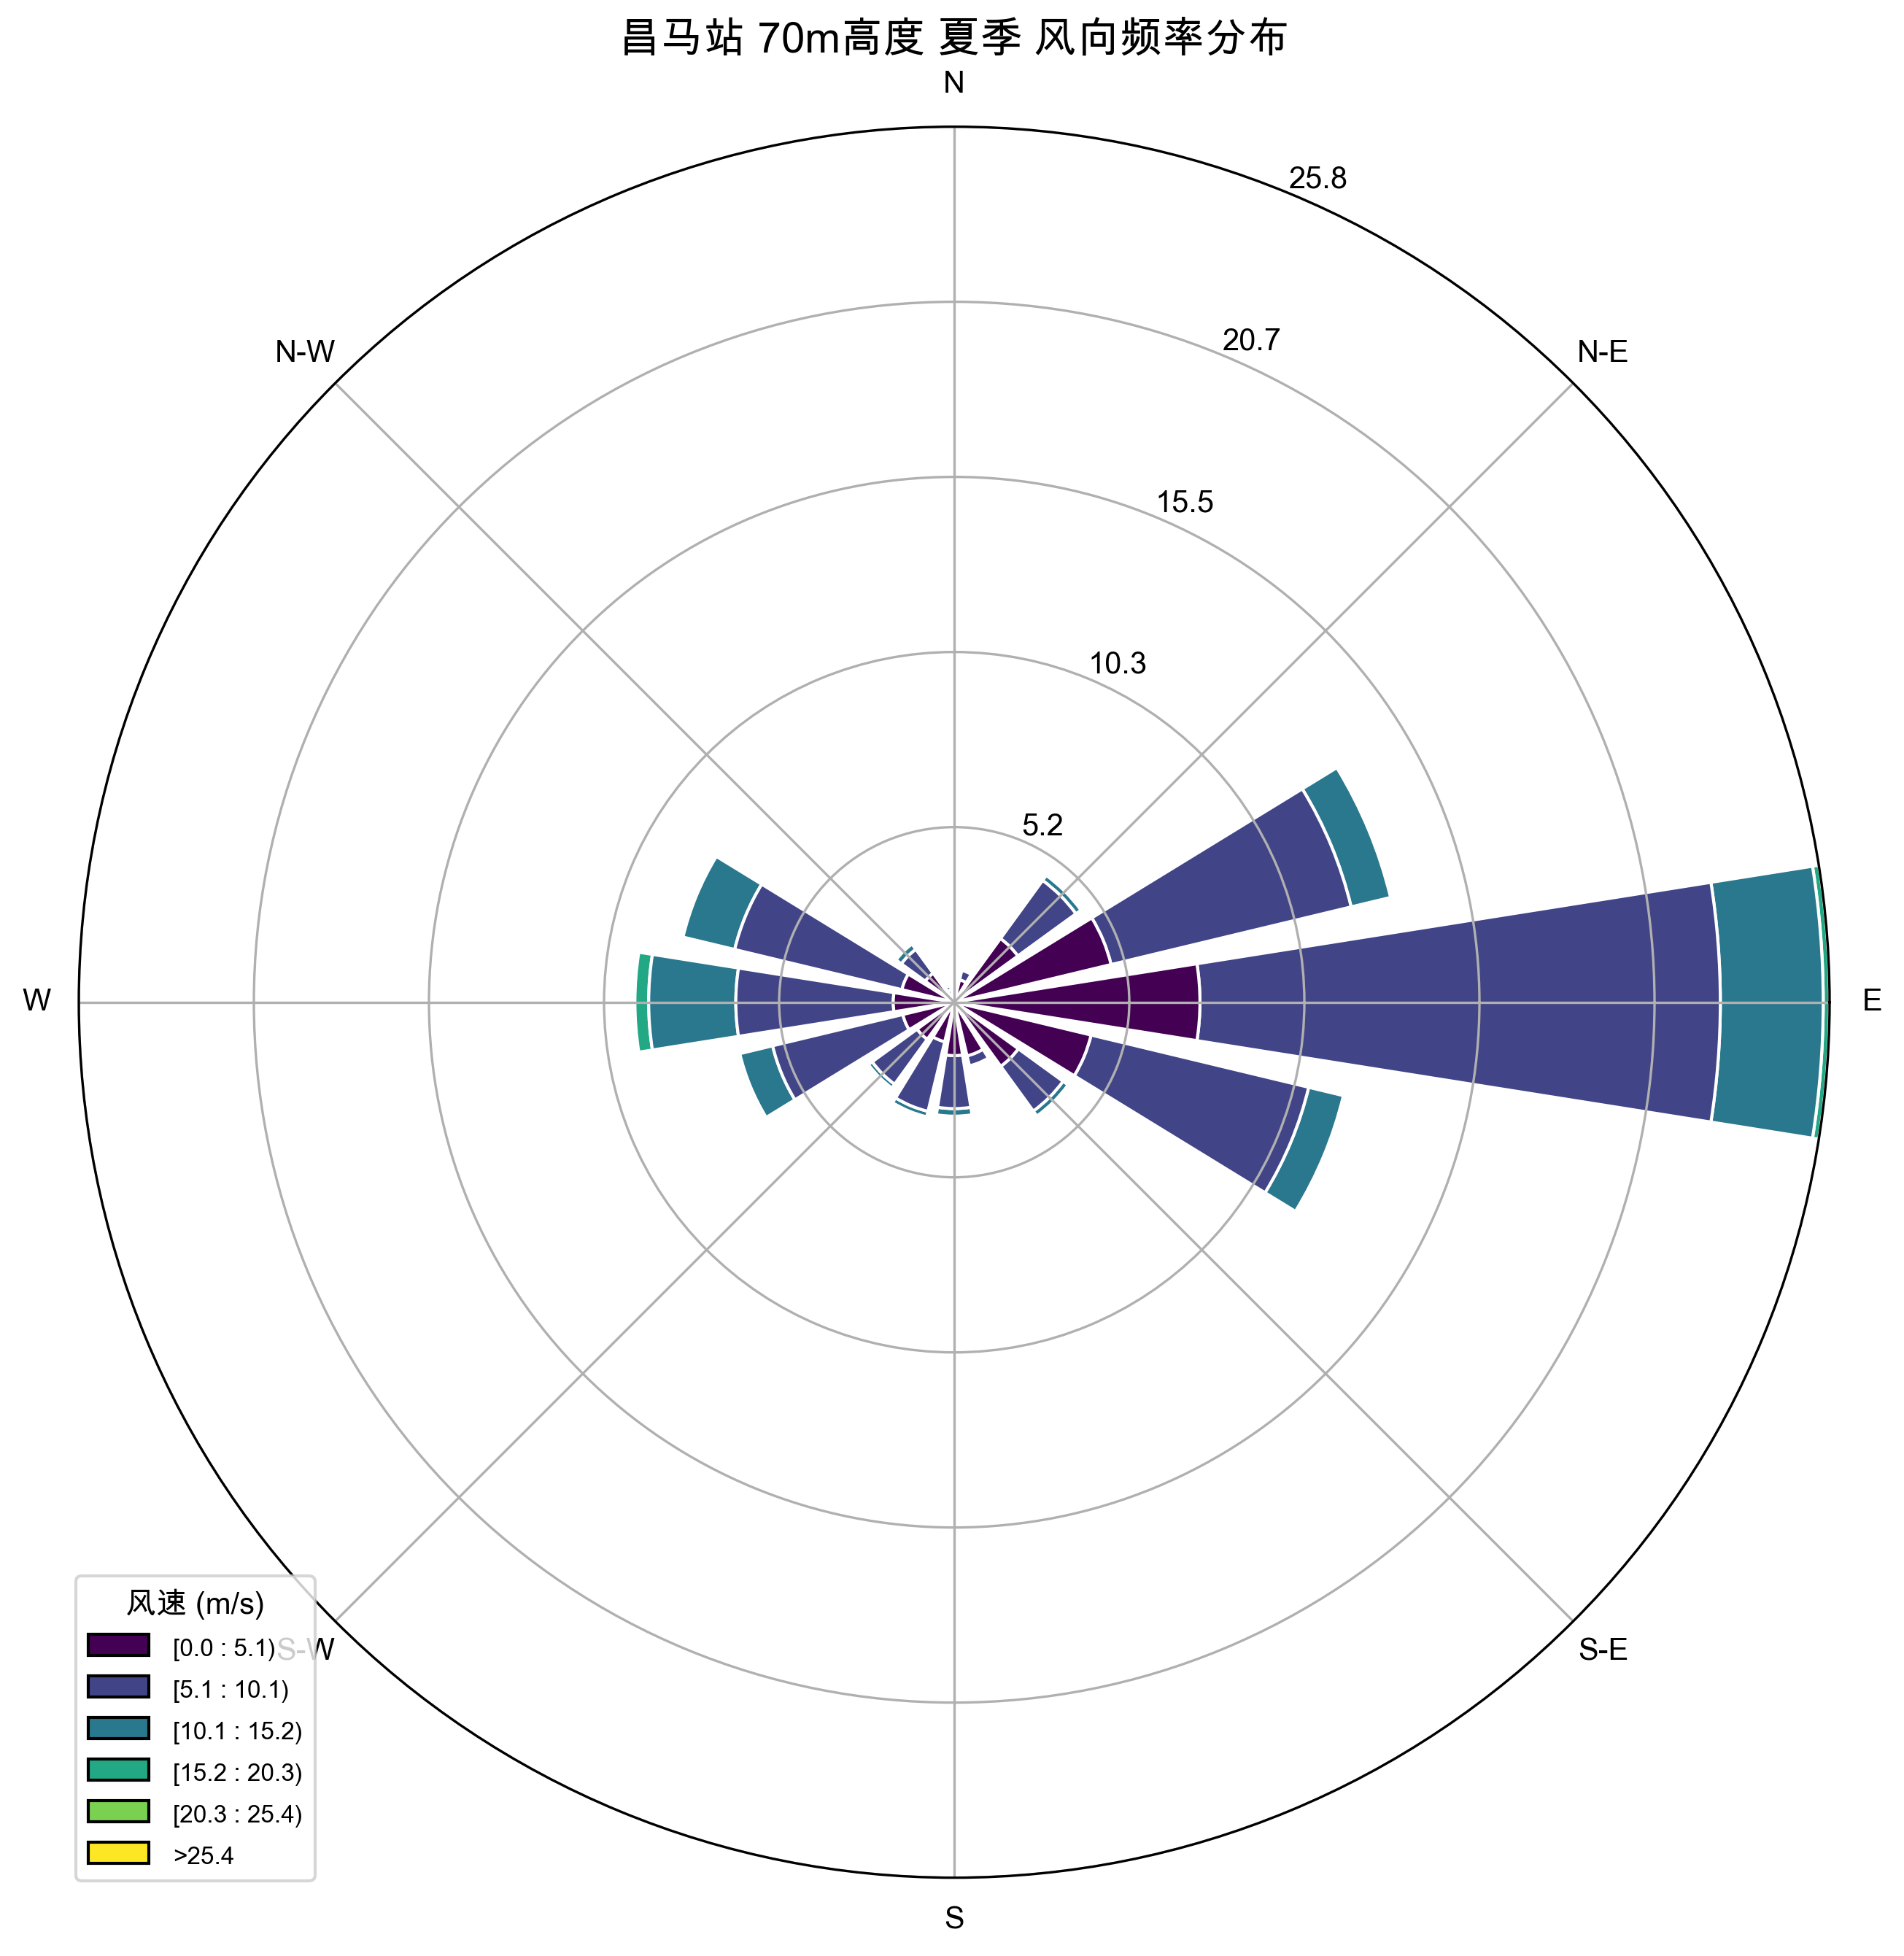 昌马站 70m高度 夏季 风向频率分布
N
25.8
20.7
N-W
N-E
15.5
10.3
5.2
W
E
风速 (m/s)
[0.0 : 5.1)
S-W
S-E
[5.1 : 10.1)
[10.1 : 15.2)
[15.2 : 20.3)
[20.3 : 25.4)
>25.4
S